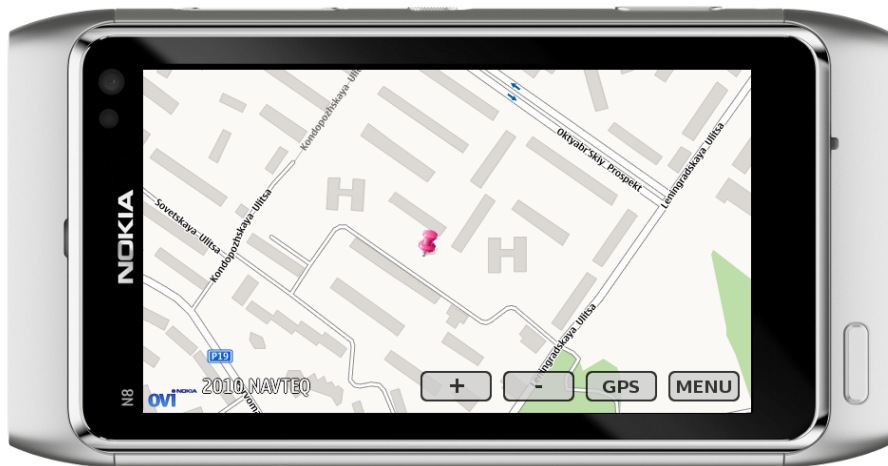 NOKIA
N8
Kondopozhskaya Ulitsa
Oktyabr'Skiy Prospekt
Leningradskaya Ulitsa
Sovetskaya Ulitsa
Kondopozhskaya Ulitsa
Leningradskaya Ulitsa
P19
OVI NOKIA
2010 NAVTEQ
+
-
GPS
MENU